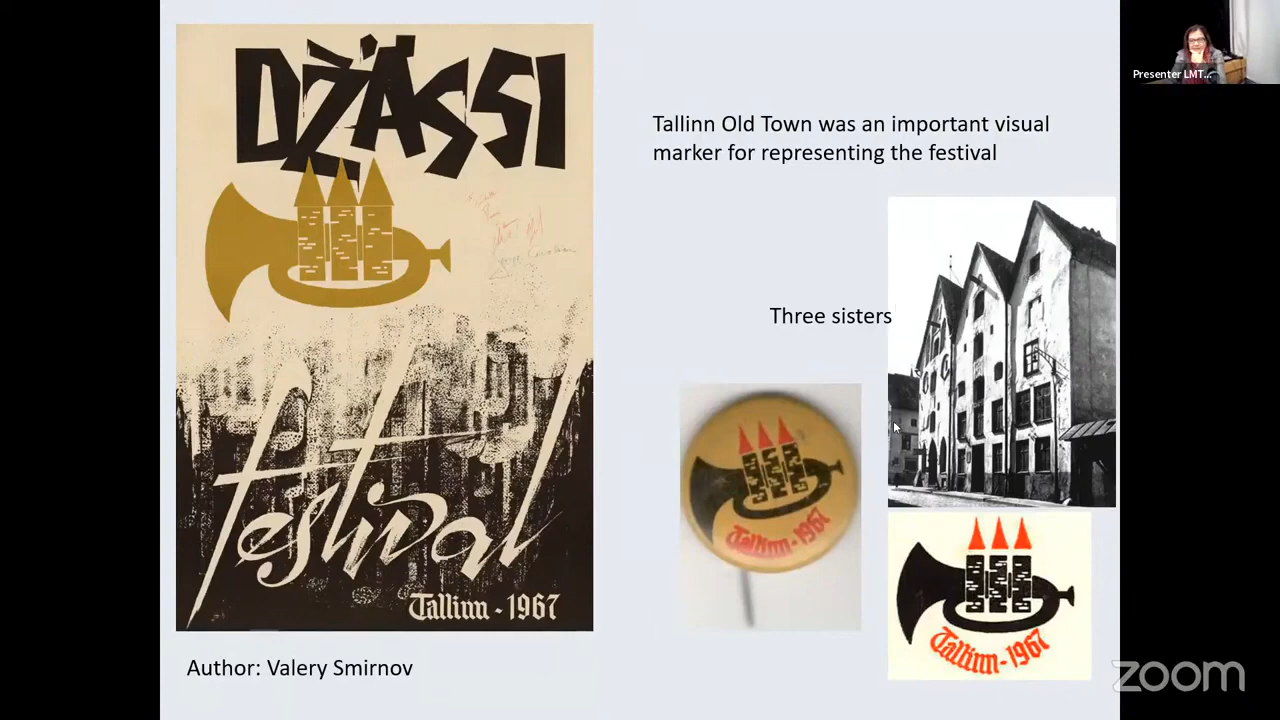 DŽÄSSI
festival
Tallinn - 1967
Author: Valery Smirnov
Tallinn Old Town was an important visual
marker for representing the festival
Three sisters
Tallinn-1967
Tallinn-1967
Presenter LMT...
zoom